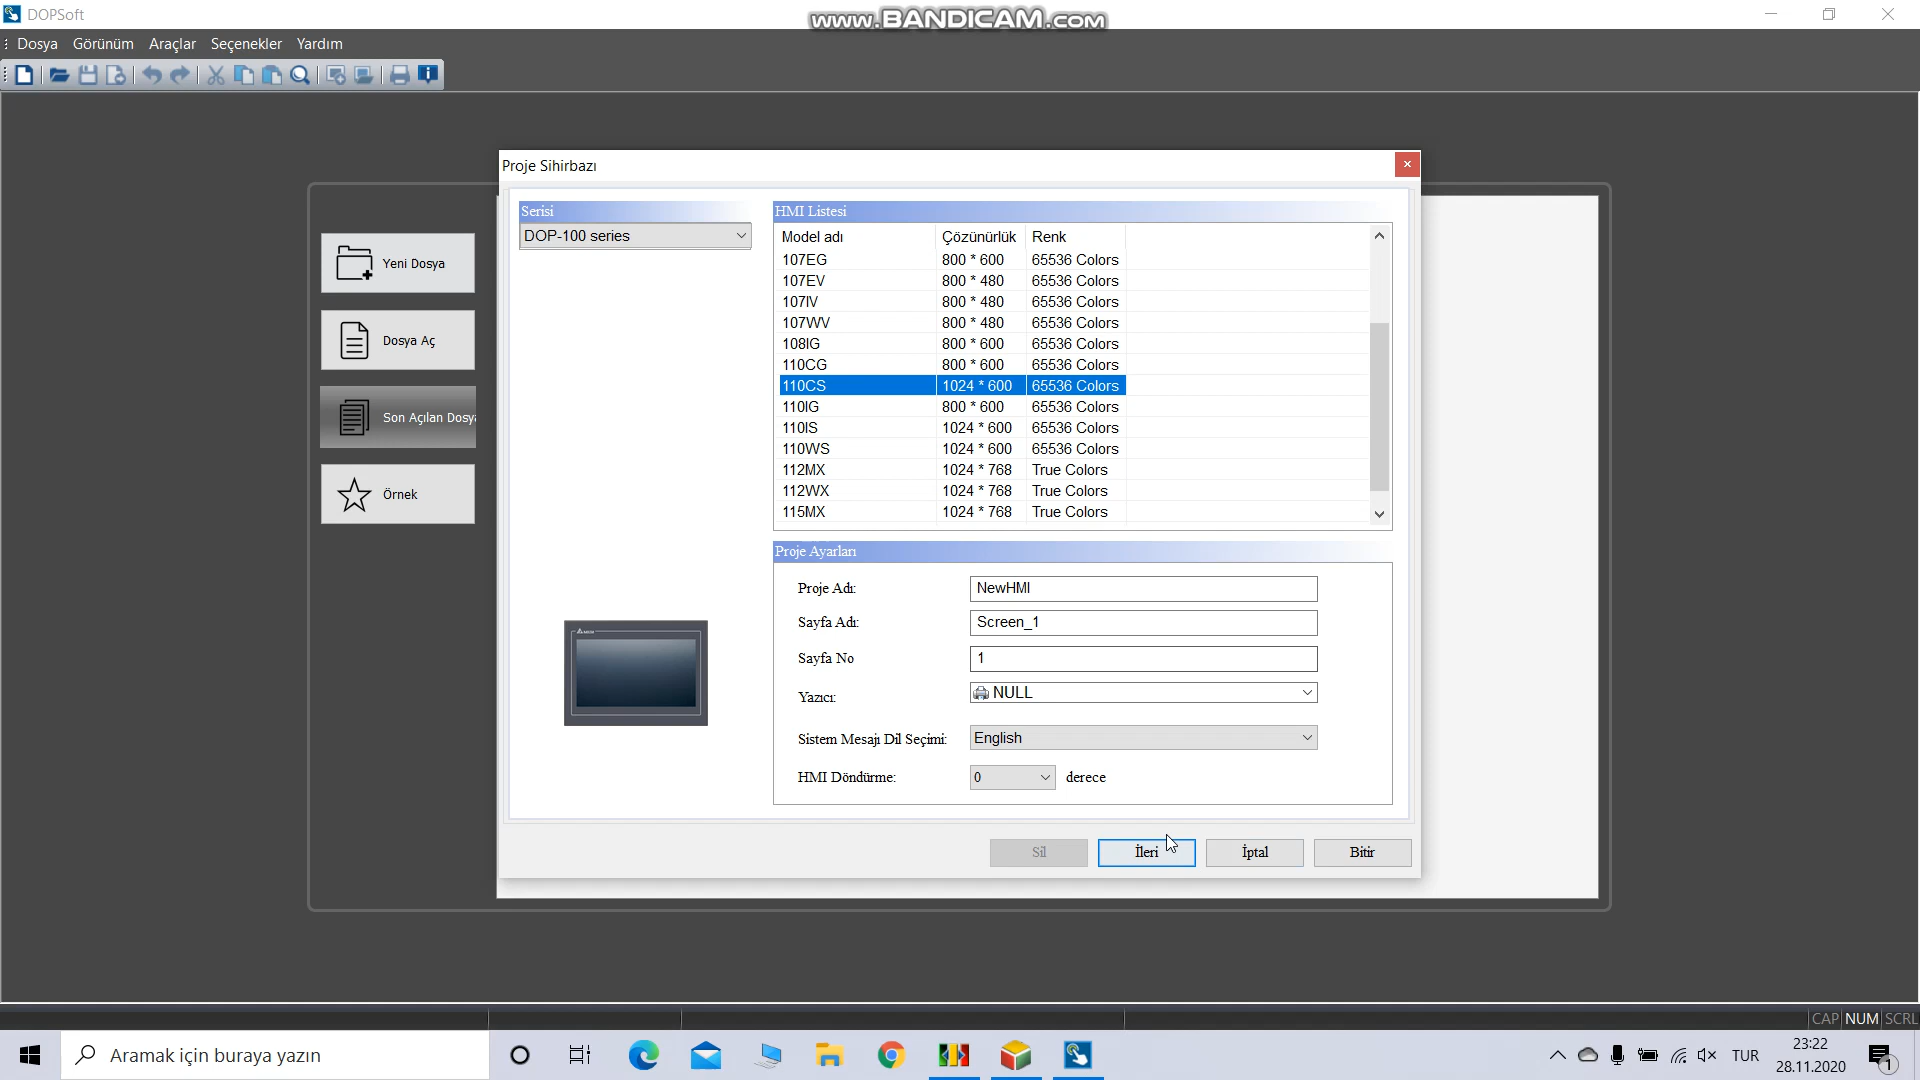 DOPSoft
www.BANDICAM.com
Dosya Görünüm Araçlar Seçenekler Yardım
Proje Sihirbazı
Serisi
DOP-100 series
HMI Listesi
Model adı Çözünürlük Renk
107EG 800 * 600 65536 Colors
107EV 800 * 480 65536 Colors
107IV 800 * 480 65536 Colors
107WV 800 * 480 65536 Colors
108IG 800 * 600 65536 Colors
110CG 800 * 600 65536 Colors
110CS 1024 * 600 65536 Colors
110IG 800 * 600 65536 Colors
110IS 1024 * 600 65536 Colors
110WS 1024 * 600 65536 Colors
112MX 1024 * 768 True Colors
112WX 1024 * 768 True Colors
115MX 1024 * 768 True Colors
Yeni Dosya
Dosya Aç
Son Açılan Dosya
Örnek
Proje Ayarları
Proje Adı: NewHMI
Sayfa Adı: Screen_1
Sayfa No 1
Yazıcı: NULL
Sistem Mesajı Dil Seçimi: English
HMI Döndürme: 0 derece
Sil İleri İptal Bitir
CAP NUM SCRL
Aramak için buraya yazın
TUR
23:22
28.11.2020
1